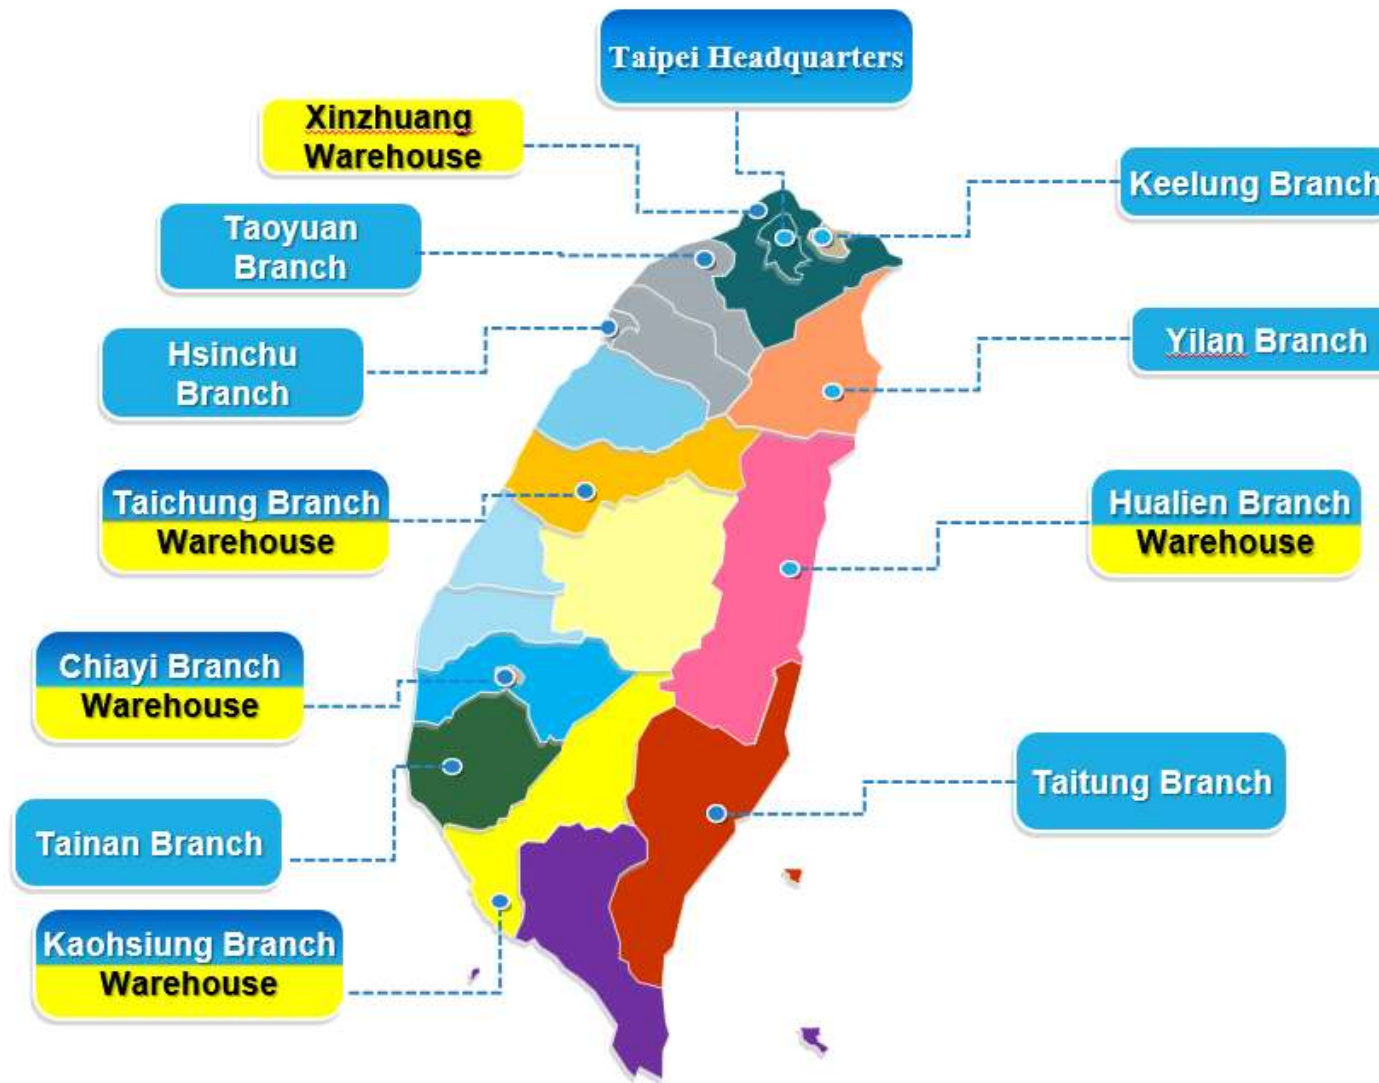 Taipei Headquarters
Xinzhuang
Warehouse
Keelung Branch
Taoyuan
Branch
Yilan Branch
Hsinchu
Branch
Taichung Branch
Warehouse
Hualien Branch
Warehouse
Chiayi Branch
Warehouse
Taitung Branch
Tainan Branch
Kaohsiung Branch
Warehouse